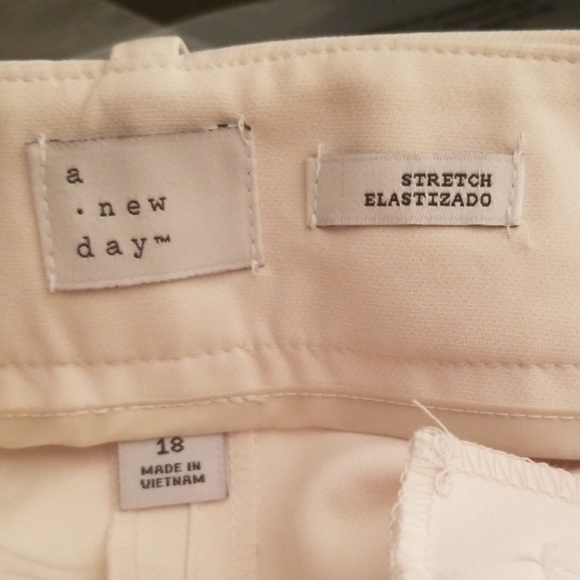 a
· new
day™
STRETCH
ELASTIZADO
18
MADE IN
VIETNAM